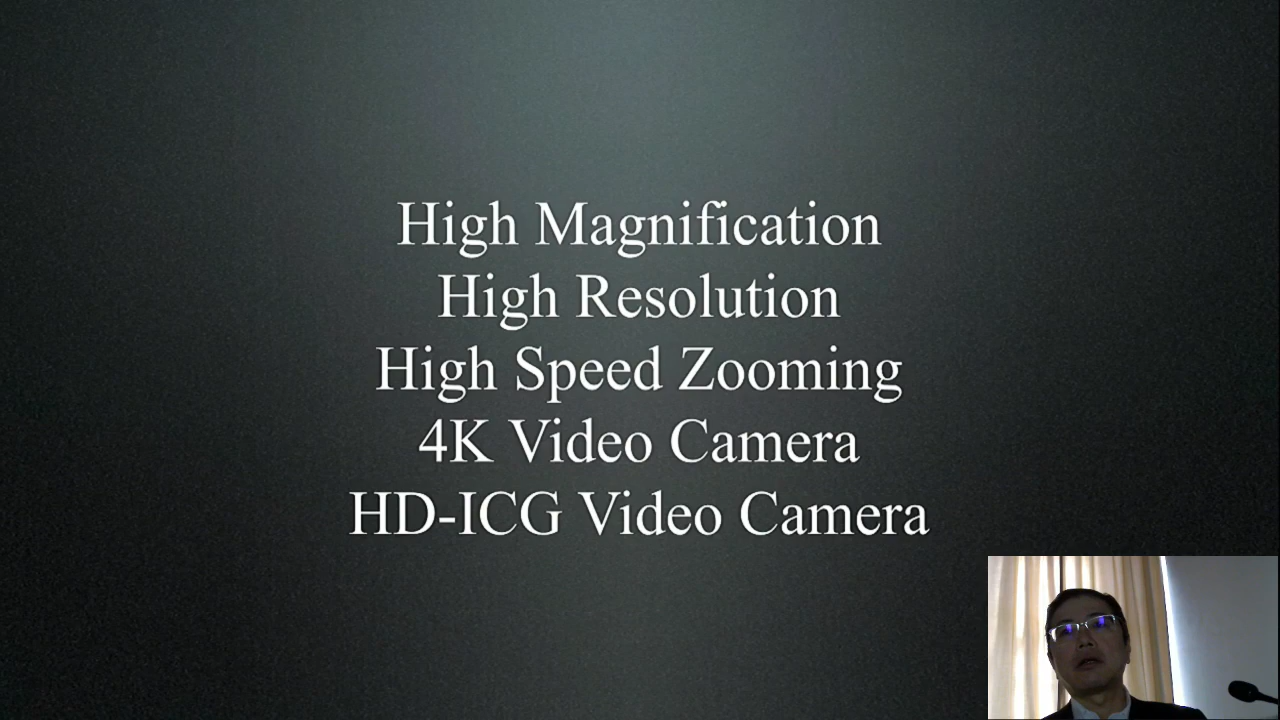 High Magnification
High Resolution
High Speed Zooming
4K Video Camera
HD-ICG Video Camera